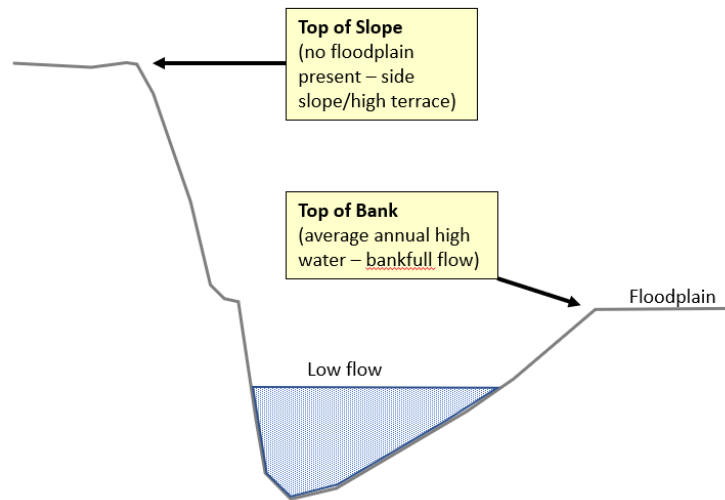 Top of Slope
(no floodplain
present – side
slope/high terrace)
Top of Bank
(average annual high
water – bankfull flow)
Floodplain
Low flow